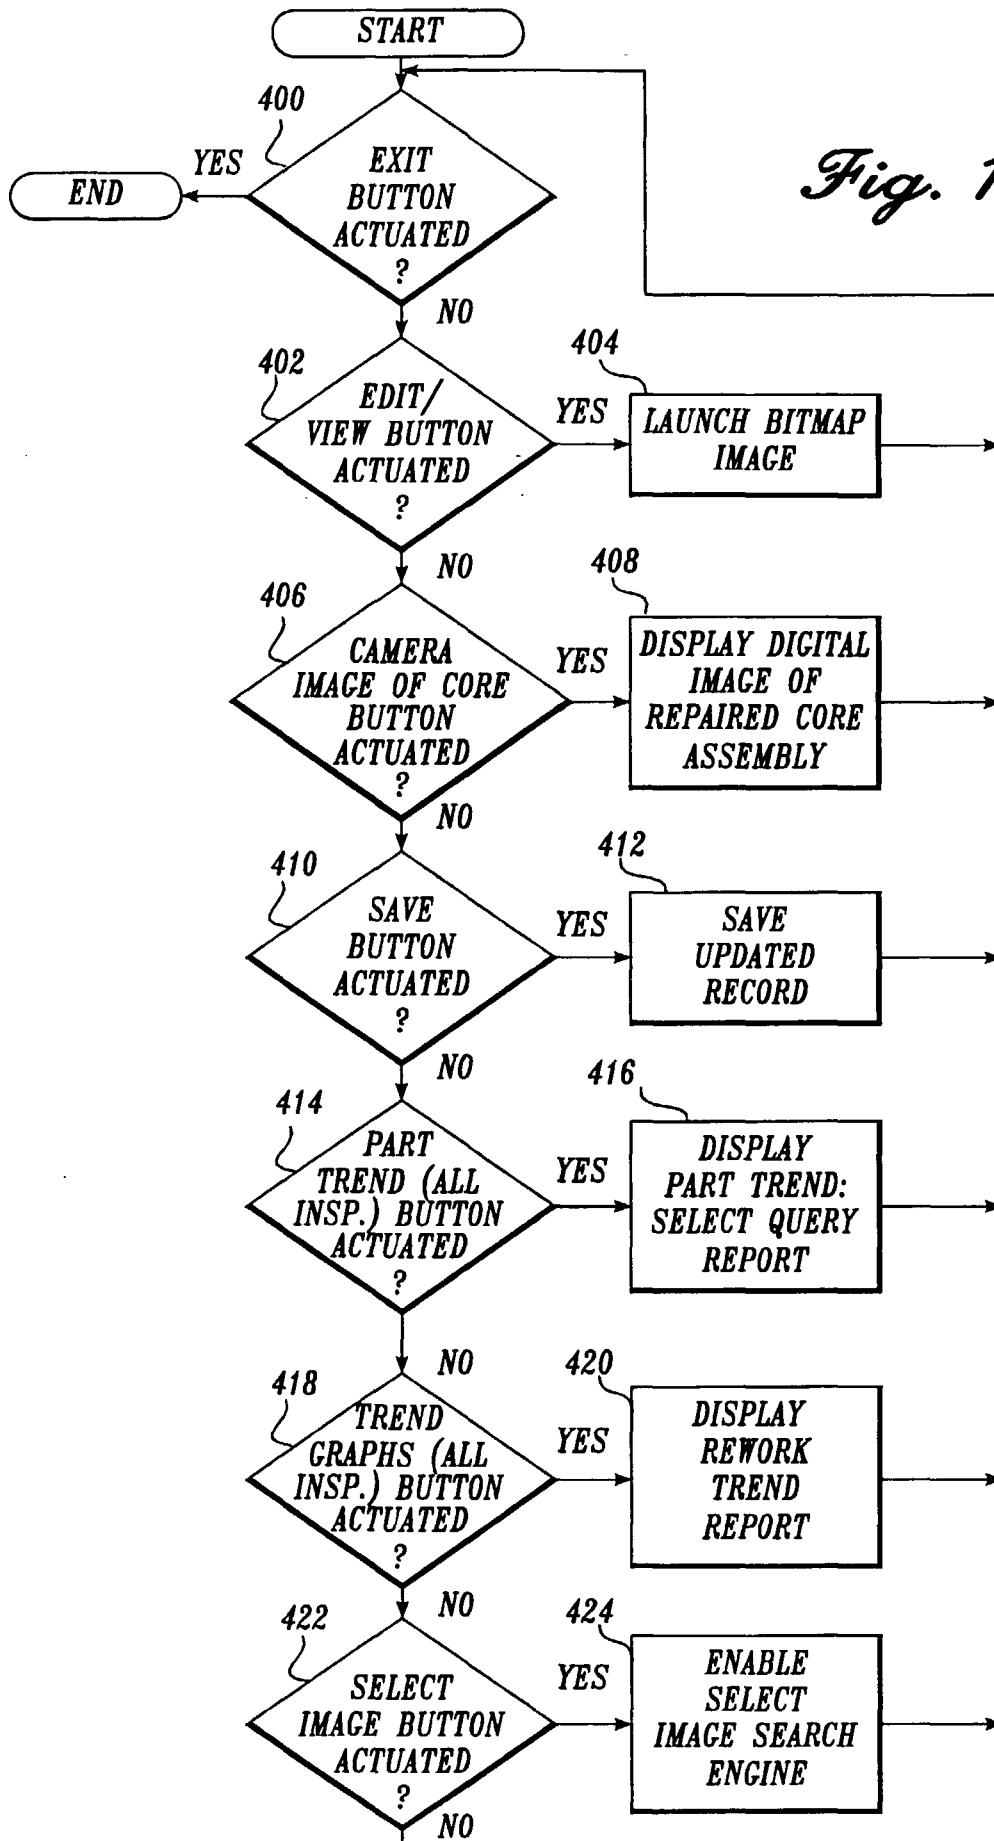 START
400
YES
EXIT
BUTTON
ACTUATED
?
END
Fig. 1
NO
402
EDIT/
VIEW BUTTON
ACTUATED
?
YES
404
LAUNCH BITMAP
IMAGE
NO
406
CAMERA
IMAGE OF CORE
BUTTON
ACTUATED
?
YES
408
DISPLAY DIGITAL
IMAGE OF
REPAIRED CORE
ASSEMBLY
NO
410
SAVE
BUTTON
ACTUATED
?
YES
412
SAVE
UPDATED
RECORD
NO
414
PART
TREND (ALL
INSP.) BUTTON
ACTUATED
?
YES
416
DISPLAY
PART TREND:
SELECT QUERY
REPORT
NO
418
TREND
GRAPHS (ALL
INSP.) BUTTON
ACTUATED
?
YES
420
DISPLAY
REWORK
TREND
REPORT
NO
422
SELECT
IMAGE BUTTON
ACTUATED
?
YES
424
ENABLE
SELECT
IMAGE SEARCH
ENGINE
NO